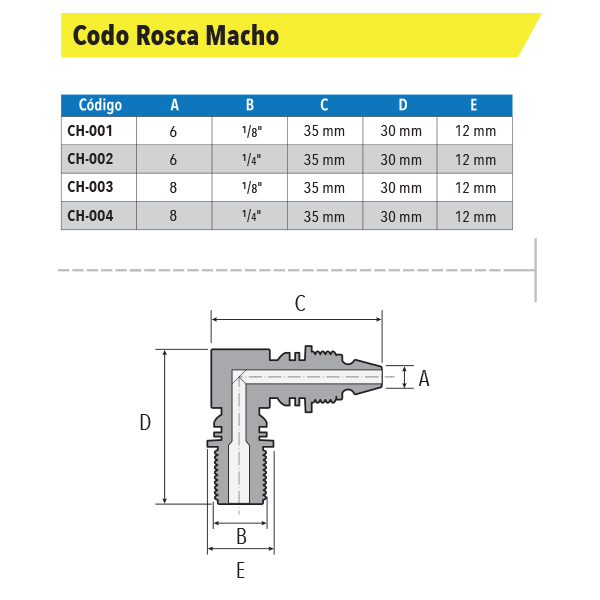 Codo Rosca Macho
Código A B C D E
CH-001 6 1/8" 35 mm 30 mm 12 mm
CH-002 6 1/4" 35 mm 30 mm 12 mm
CH-003 8 1/8" 35 mm 30 mm 12 mm
CH-004 8 1/4" 35 mm 30 mm 12 mm
C
A
D
B
E